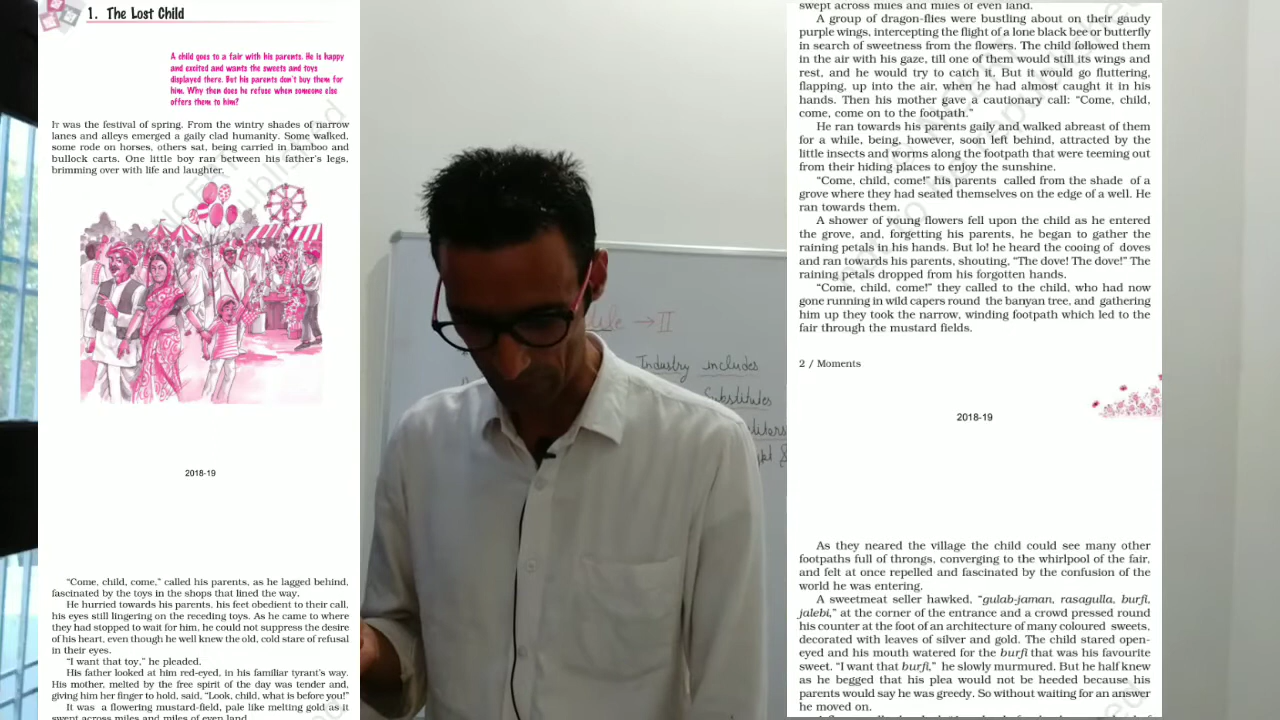 1. The Lost Child
A child goes to a fair with his parents. He is happy
and excited and wants the sweets and toys
displayed there. But his parents don't buy them for
him. Why then does he refuse when someone else
offers them to him?
It was the festival of spring. From the wintry shades of narrow
lanes and alleys emerged a gaily clad humanity. Some walked,
some rode on horses, others sat, being carried in bamboo and
bullock carts. One little boy ran between his father's legs,
brimming over with life and laughter.
2018-19
"Come, child, come," called his parents, as he lagged behind,
fascinated by the toys in the shops that lined the way.
He hurried towards his parents, his feet obedient to their call,
his eyes still lingering on the receding toys. As he came to where
they had stopped to wait for him, he could not suppress the desire
of his heart, even though he well knew the old, cold stare of refusal
in their eyes.
"I want that toy," he pleaded.
His father looked at him red-eyed, in his familiar tyrant's way.
His mother, melted by the free spirit of the day was tender and,
giving him her finger to hold, said, "Look, child, what is before you!"
It was a flowering mustard-field, pale like melting gold as it
swept across miles and miles of even land.
→ II
Industry includes
Substitutes
swept across miles and miles of even land.
A group of dragon-flies were bustling about on their gaudy
purple wings, intercepting the flight of a lone black bee or butterfly
in search of sweetness from the flowers. The child followed them
in the air with his gaze, till one of them would still its wings and
rest, and he would try to catch it. But it would go fluttering,
flapping, up into the air, when he had almost caught it in his
hands. Then his mother gave a cautionary call: "Come, child,
come, come on to the footpath."
He ran towards his parents gaily and walked abreast of them
for a while, being, however, soon left behind, attracted by the
little insects and worms along the footpath that were teeming out
from their hiding places to enjoy the sunshine.
"Come, child, come!" his parents called from the shade of a
grove where they had seated themselves on the edge of a well. He
ran towards them.
A shower of young flowers fell upon the child as he entered
the grove, and, forgetting his parents, he began to gather the
raining petals in his hands. But lo! he heard the cooing of doves
and ran towards his parents, shouting, "The dove! The dove!" The
raining petals dropped from his forgotten hands.
"Come, child, come!" they called to the child, who had now
gone running in wild capers round the banyan tree, and gathering
him up they took the narrow, winding footpath which led to the
fair through the mustard fields.
2 / Moments
2018-19
As they neared the village the child could see many other
footpaths full of throngs, converging to the whirlpool of the fair,
and felt at once repelled and fascinated by the confusion of the
world he was entering.
A sweetmeat seller hawked, "gulab-jaman, rasagulla, burfi,
jalebi," at the corner of the entrance and a crowd pressed round
his counter at the foot of an architecture of many coloured sweets,
decorated with leaves of silver and gold. The child stared open-
eyed and his mouth watered for the burfi that was his favourite
sweet. "I want that burfi," he slowly murmured. But he half knew
as he begged that his plea would not be heeded because his
parents would say he was greedy. So without waiting for an answer
he moved on.